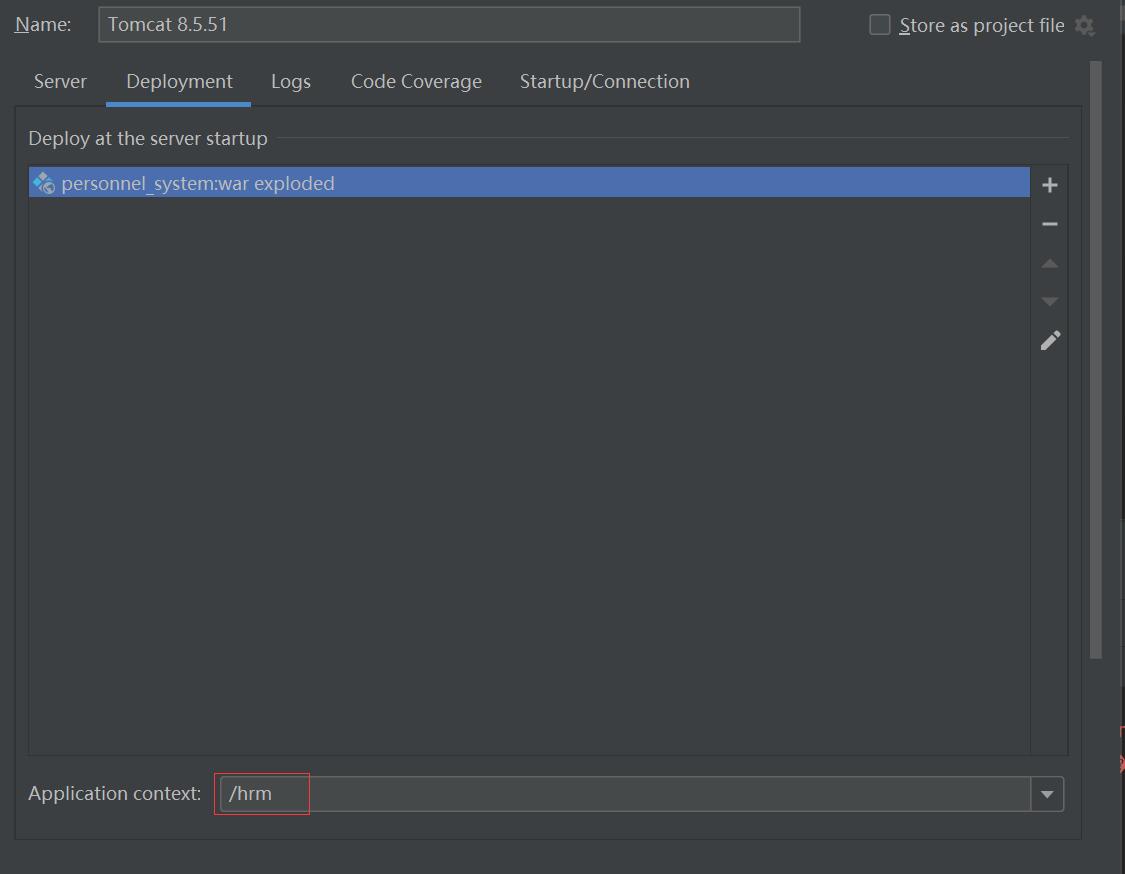 Name: Tomcat 8.5.51 Store as project file
Server Deployment Logs Code Coverage Startup/Connection
Deploy at the server startup
personnel_system:war exploded
Application context: /hrm